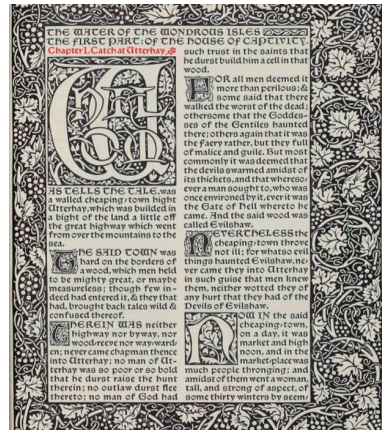 THE WATER OF THE WONDROUS ISLES
THE FIRST PART: OF THE HOUSE OF CAPTIVITY.
Chapter I. Catch at Utterhay.
WHILOM
AS TELLS THE TALE, was
a walled cheaping-town hight
Utterhay, which was builded in
a bight of the land a little off
the great highway which went
from over the mountains to the
sea.
THE SAID TOWN was
hard on the borders of
a wood, which men held
to be mighty great, or maybe
measureless; though few in-
deed had entered it, & they that
had, brought back tales wild &
confused thereof.
THEREIN WAS neither
highway nor byway, nor
wood-reeve nor way-ward-
en; never came chapman thence
into Utterhay; no man of Ut-
terhay was so poor or so bold
that he durst raise the hunt
therein; no outlaw durst flee
thereto; no man of God had
such trust in the saints that
he durst build him a cell in that
wood.
FOR all men deemed it
more than perilous; &
some said that there
walked the worst of the dead;
othersome that the Goddes-
ses of the Gentiles haunted
there; others again that it was
the faery rather, but they full
of malice and guile. But most
commonly it was deemed that
the devils swarmed amidst of
its thickets, and that whereso-
ever a man sought to, who was
once environed by it, ever it was
the Gate of Hell whereto he
came. And the said wood was
called Evilshaw.
NEVERTHELESS the
cheaping-town throve
not ill; for whatso evil
things haunted Evilshaw, ne-
ver came they into Utterhay
in such guise that men knew
them, neither wotted they of
any hurt that they had of the
Devils of Evilshaw.
NOW IN the said
cheaping-town,
on a day, it was
market and high
noon, and in the
market-place was
much people thronging; and
amidst of them went a woman,
tall, and strong of aspect, of
some thirty winters by seem-